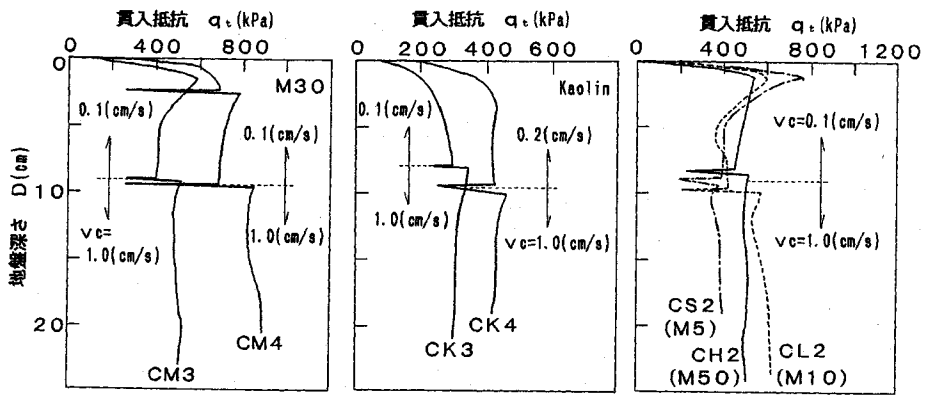 貫入抵抗 qt(kPa)
0 400 800
M30
0.1(cm/s)
0.1(cm/s)
vc=
1.0(cm/s)
1.0(cm/s)
CM4
CM3
0
10
20
地盤深さ D(cm)
貫入抵抗 qt(kPa)
0 200 400 600
Kaolin
0.1(cm/s)
0.2(cm/s)
1.0(cm/s)
vc=1.0(cm/s)
CK4
CK3
貫入抵抗 qt(kPa)
0 400 800 1200
vc=0.1(cm/s)
vc=1.0(cm/s)
CS2
(M5)
CH2
(M50)
CL2
(M10)